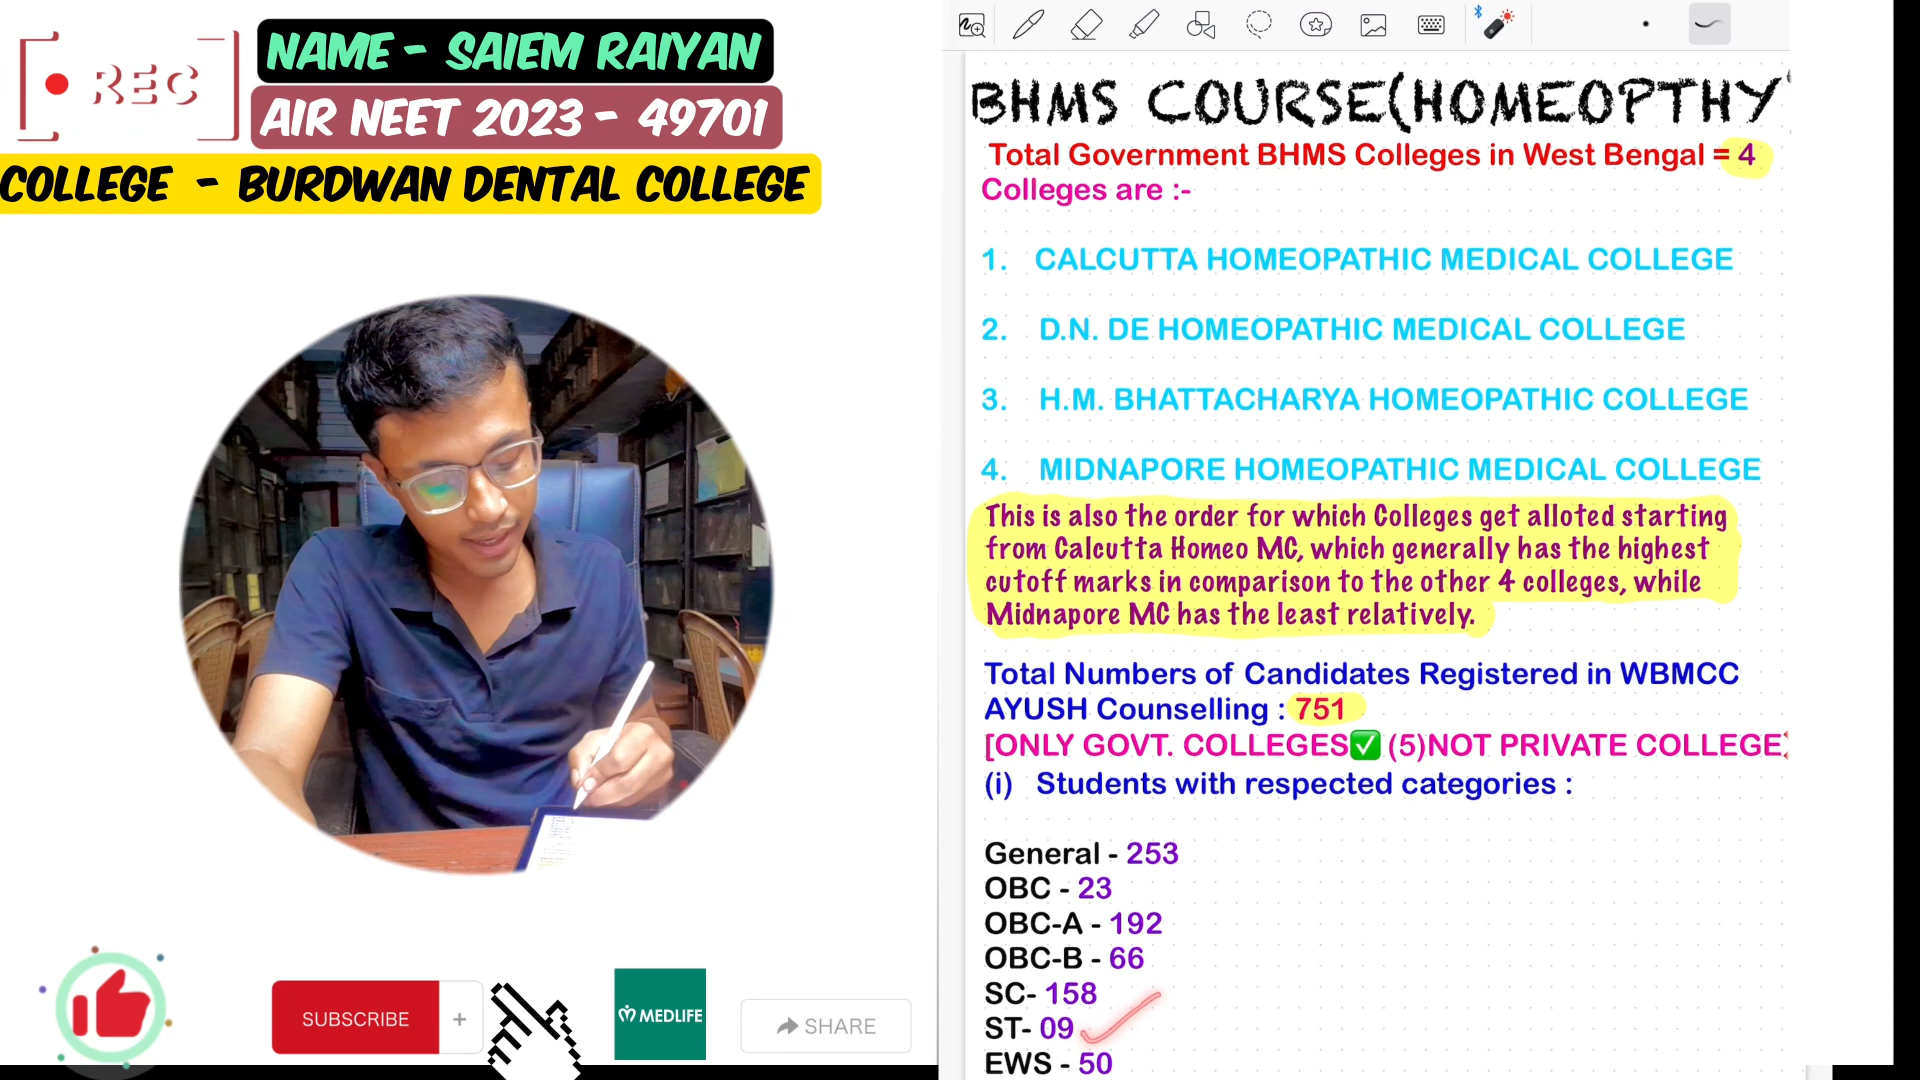 REC
NAME - SAIEM RAIYAN
AIR NEET 2023 - 49701
COLLEGE - BURDWAN DENTAL COLLEGE
SUBSCRIBE +
MEDLIFE
SHARE
BHMS COURSE(HOMEOPTHY
Total Government BHMS Colleges in West Bengal = 4
Colleges are :-
1. CALCUTTA HOMEOPATHIC MEDICAL COLLEGE
2. D.N. DE HOMEOPATHIC MEDICAL COLLEGE
3. H.M. BHATTACHARYA HOMEOPATHIC COLLEGE
4. MIDNAPORE HOMEOPATHIC MEDICAL COLLEGE
This is also the order for which Colleges get alloted starting
from Calcutta Homeo MC, which generally has the highest
cutoff marks in comparison to the other 4 colleges, while
Midnapore MC has the least relatively.
Total Numbers of Candidates Registered in WBMCC
AYUSH Counselling : 751
[ONLY GOVT. COLLEGES✅ (5)NOT PRIVATE COLLEGE]
(i) Students with respected categories :
General - 253
OBC - 23
OBC-A - 192
OBC-B - 66
SC- 158
ST- 09
EWS - 50